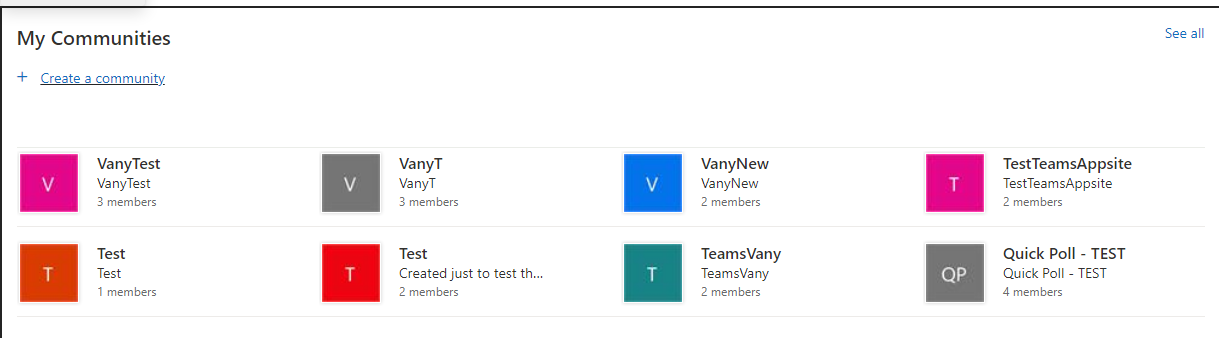 My Communities
See all
+ Create a community
V
VanyTest
VanyTest
3 members
V
VanyT
VanyT
3 members
V
VanyNew
VanyNew
2 members
T
TestTeamsAppsite
TestTeamsAppsite
2 members
T
Test
Test
1 members
T
Test
Created just to test th...
2 members
T
TeamsVany
TeamsVany
2 members
QP
Quick Poll - TEST
Quick Poll - TEST
4 members